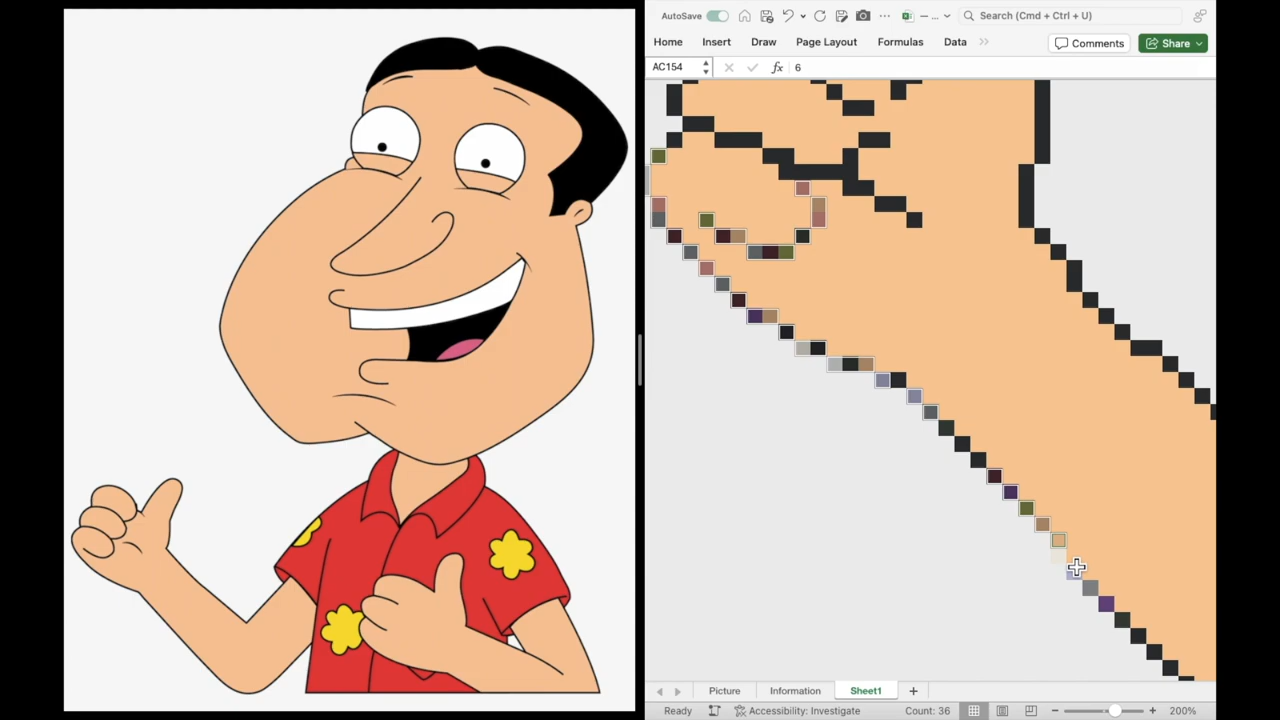 AutoSave
— ...
Search (Cmd + Ctrl + U)
Home Insert Draw Page Layout Formulas Data
Comments
Share
AC154
fx 6
Picture Information Sheet1
Ready
Accessibility: Investigate
Count: 36
200%